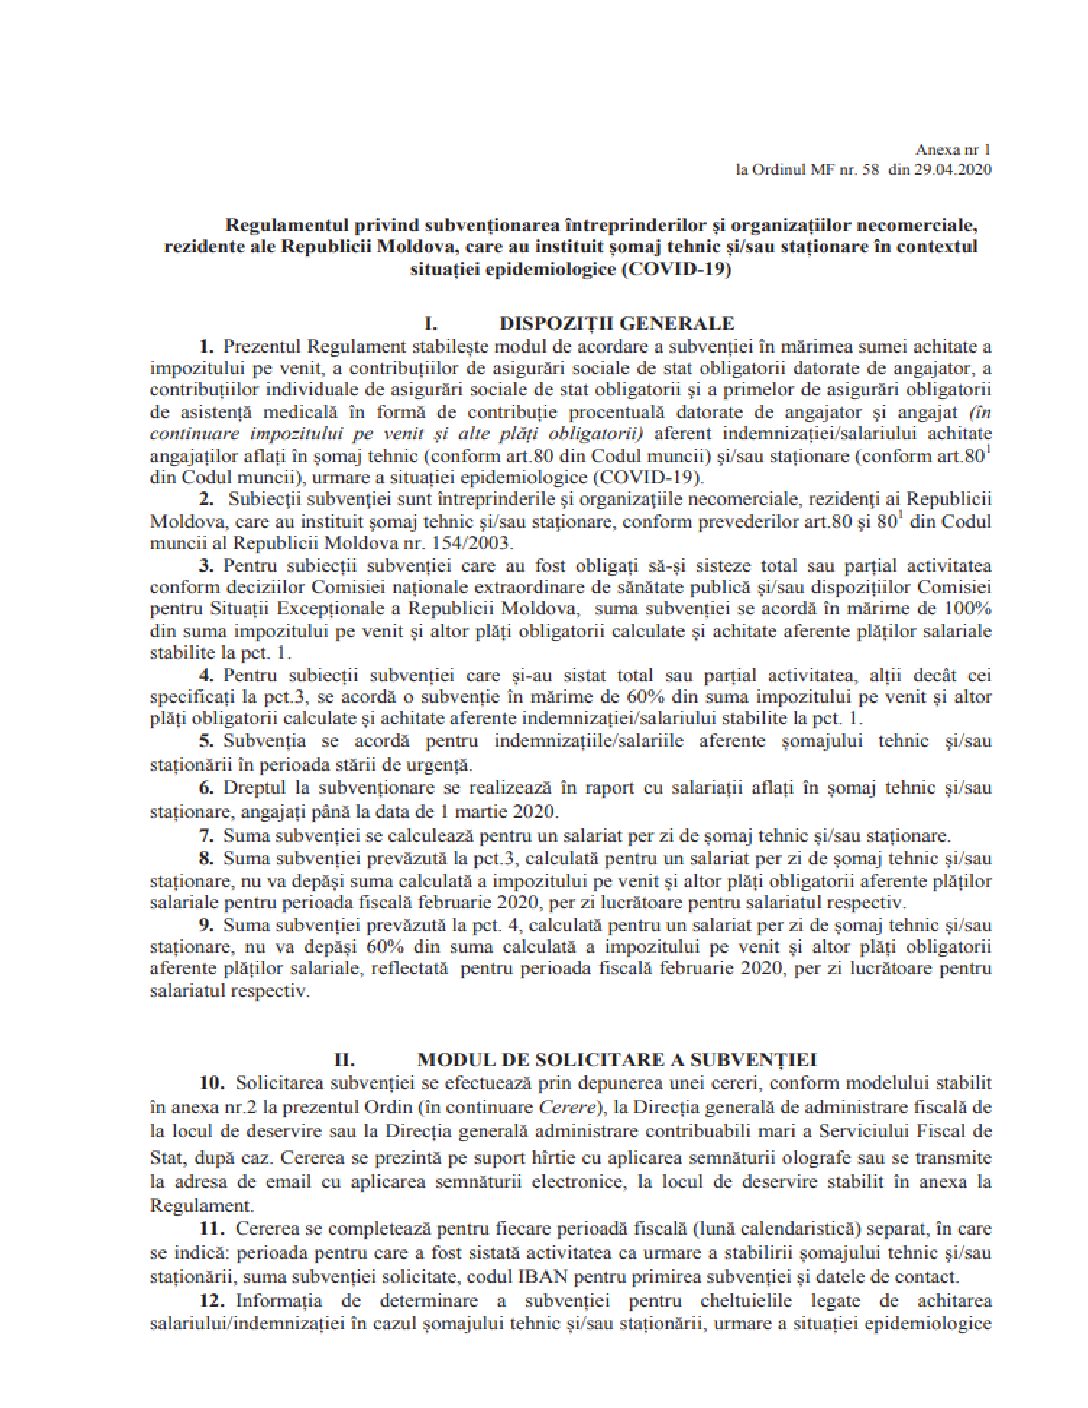 Anexa nr 1
la Ordinul MF nr. 58 din 29.04.2020
Regulamentul privind subvenționarea întreprinderilor și organizațiilor necomerciale,
rezidente ale Republicii Moldova, care au instituit șomaj tehnic și/sau staționare în contextul
situației epidemiologice (COVID-19)
I. DISPOZIȚII GENERALE
1. Prezentul Regulament stabilește modul de acordare a subvenției în mărimea sumei achitate a
impozitului pe venit, a contribuțiilor de asigurări sociale de stat obligatorii datorate de angajator, a
contribuțiilor individuale de asigurări sociale de stat obligatorii și a primelor de asigurări obligatorii
de asistență medicală în formă de contribuție procentuală datorate de angajator şi angajat (în
continuare impozitului pe venit și alte plăți obligatorii) aferent indemnizației/salariului achitate
angajaților aflați în șomaj tehnic (conform art.80 din Codul muncii) şi/sau staționare (conform art.80¹
din Codul muncii), urmare a situației epidemiologice (COVID-19).
2. Subiecţii subvenţiei sunt întreprinderile şi organizaţiile necomerciale, rezidenţi ai Republicii
Moldova, care au instituit şomaj tehnic şi/sau staţionare, conform prevederilor art.80 şi 80¹ din Codul
muncii al Republicii Moldova nr. 154/2003.
3. Pentru subiecții subvenției care au fost obligați să-și sisteze total sau parțial activitatea
conform deciziilor Comisiei naționale extraordinare de sănătate publică şi/sau dispozițiilor Comisiei
pentru Situații Excepționale a Republicii Moldova, suma subvenției se acordă în mărime de 100%
din suma impozitului pe venit și altor plăți obligatorii calculate și achitate aferente plăților salariale
stabilite la pct. 1.
4. Pentru subiecții subvenției care și-au sistat total sau parțial activitatea, alții decât cei
specificați la pct.3, se acordă o subvenție în mărime de 60% din suma impozitului pe venit și altor
plăți obligatorii calculate și achitate aferente indemnizației/salariului stabilite la pct. 1.
5. Subvenția se acordă pentru indemnizațiile/salariile aferente șomajului tehnic şi/sau
staționării în perioada stării de urgență.
6. Dreptul la subvenționare se realizează în raport cu salariații aflați în șomaj tehnic și/sau
staționare, angajați până la data de 1 martie 2020.
7. Suma subvenției se calculează pentru un salariat per zi de șomaj tehnic și/sau staționare.
8. Suma subvenției prevăzută la pct.3, calculată pentru un salariat per zi de șomaj tehnic și/sau
staționare, nu va depăși suma calculată a impozitului pe venit și altor plăți obligatorii aferente plăților
salariale pentru perioada fiscală februarie 2020, per zi lucrătoare pentru salariatul respectiv.
9. Suma subvenției prevăzută la pct. 4, calculată pentru un salariat per zi de șomaj tehnic și/sau
staționare, nu va depăși 60% din suma calculată a impozitului pe venit și altor plăți obligatorii
aferente plăților salariale, reflectată pentru perioada fiscală februarie 2020, per zi lucrătoare pentru
salariatul respectiv.
II. MODUL DE SOLICITARE A SUBVENȚIEI
10. Solicitarea subvenției se efectuează prin depunerea unei cereri, conform modelului stabilit
în anexa nr.2 la prezentul Ordin (în continuare Cerere), la Direcția generală de administrare fiscală de
la locul de deservire sau la Direcția generală administrare contribuabili mari a Serviciului Fiscal de
Stat, după caz. Cererea se prezintă pe suport hîrtie cu aplicarea semnăturii olografe sau se transmite
la adresa de email cu aplicarea semnăturii electronice, la locul de deservire stabilit în anexa la
Regulament.
11. Cererea se completează pentru fiecare perioadă fiscală (lună calendaristică) separat, în care
se indică: perioada pentru care a fost sistată activitatea ca urmare a stabilirii șomajului tehnic și/sau
staționării, suma subvenției solicitate, codul IBAN pentru primirea subvenției și datele de contact.
12. Informația de determinare a subvenției pentru cheltuielile legate de achitarea
salariului/indemnizației în cazul șomajului tehnic și/sau staționării, urmare a situației epidemiologice